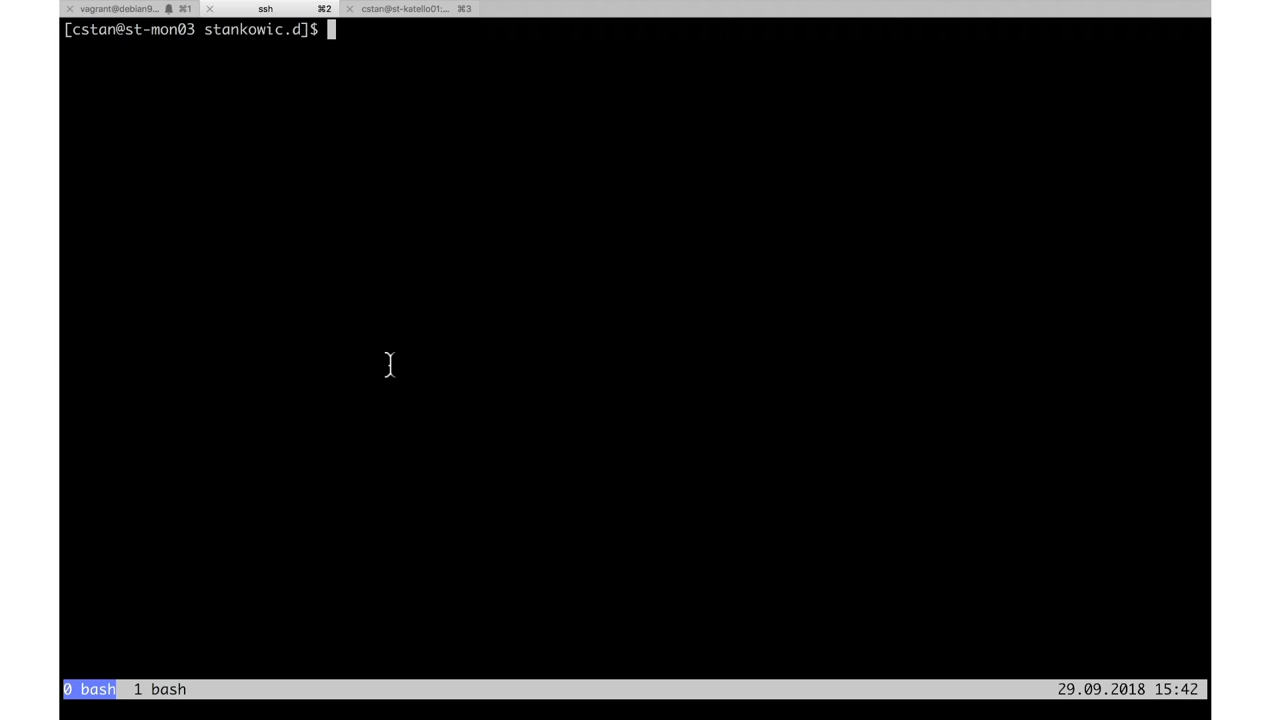 vagrant@debian9... ⌘1 ssh ⌘2 cstan@st-katello01:... ⌘3
[cstan@st-mon03 stankowic.d]$
0 bash 1 bash 29.09.2018 15:42